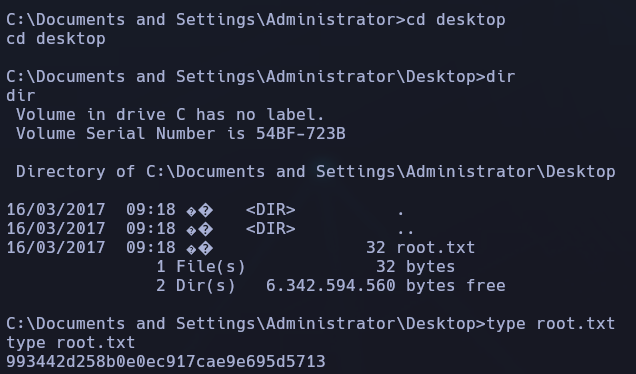 C:\Documents and Settings\Administrator>cd desktop
cd desktop
C:\Documents and Settings\Administrator\Desktop>dir
dir
Volume in drive C has no label.
Volume Serial Number is 54BF-723B
Directory of C:\Documents and Settings\Administrator\Desktop
16/03/2017  09:18 ��   <DIR>          .
16/03/2017  09:18 ��   <DIR>          ..
16/03/2017  09:18 ��               32 root.txt
1 File(s)             32 bytes
2 Dir(s)   6.342.594.560 bytes free
C:\Documents and Settings\Administrator\Desktop>type root.txt
type root.txt
993442d258b0e0ec917cae9e695d5713